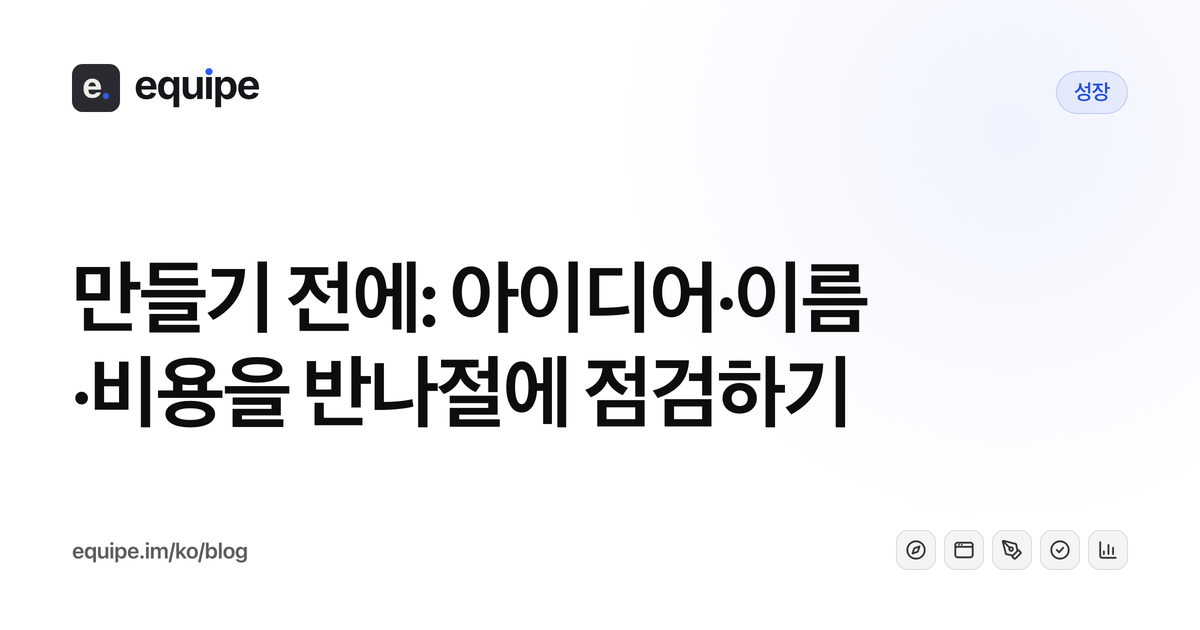 e. equipe
성장
만들기 전에: 아이디어·이름
·비용을 반나절에 점검하기
equipe.im/ko/blog